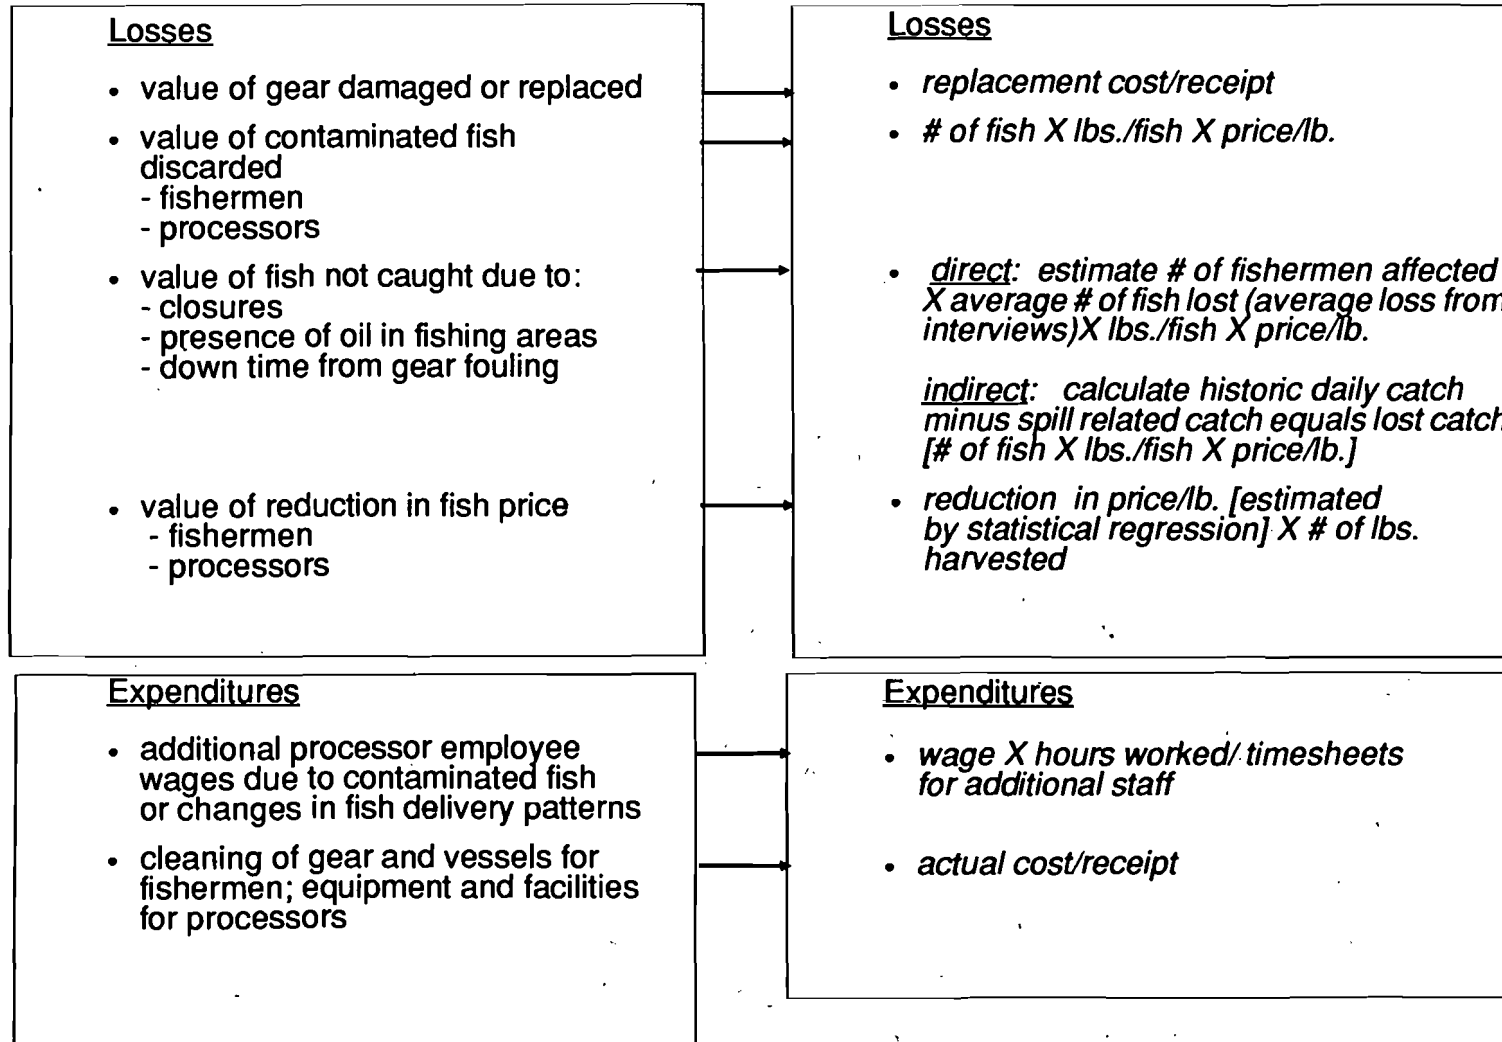 Losses
• value of gear damaged or replaced
• value of contaminated fish
discarded
- fishermen
- processors
• value of fish not caught due to:
- closures
- presence of oil in fishing areas
- down time from gear fouling
• value of reduction in fish price
- fishermen
- processors
Losses
• replacement cost/receipt
• # of fish X lbs./fish X price/lb.
• direct: estimate # of fishermen affected
X average # of fish lost (average loss from
interviews)X lbs./fish X price/lb.
indirect: calculate historic daily catch
minus spill related catch equals lost catch
[# of fish X lbs./fish X price/lb.]
• reduction in price/lb. [estimated
by statistical regression] X # of lbs.
harvested
Expenditures
• additional processor employee
wages due to contaminated fish
or changes in fish delivery patterns
• cleaning of gear and vessels for
fishermen; equipment and facilities
for processors
Expenditures
• wage X hours worked/ timesheets
for additional staff
• actual cost/receipt